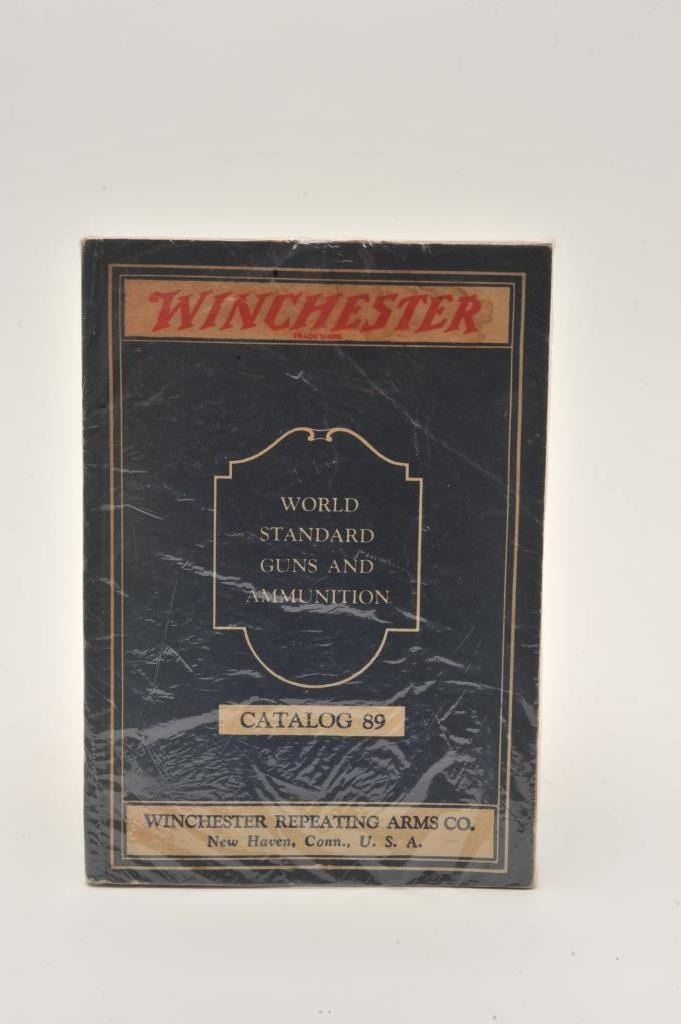 WINCHESTER
TRADE MARK
WORLD
STANDARD
GUNS AND
AMMUNITION
CATALOG 89
WINCHESTER REPEATING ARMS CO.
New Haven, Conn., U. S. A.